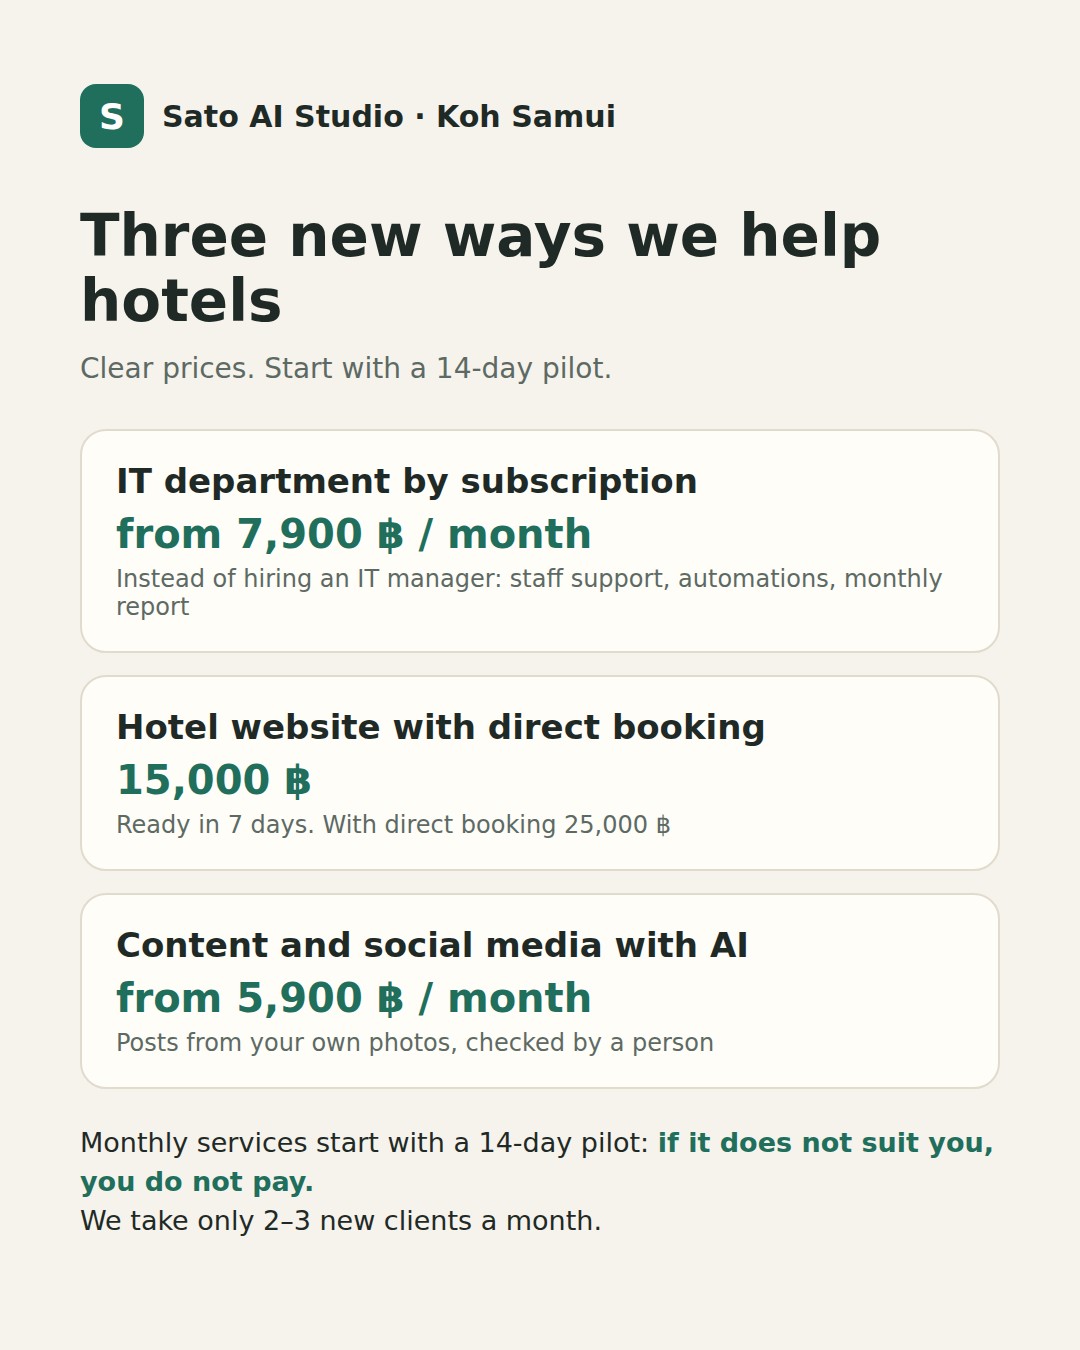 S
Sato AI Studio · Koh Samui
Three new ways we help
hotels
Clear prices. Start with a 14-day pilot.
IT department by subscription
from 7,900 ฿ / month
Instead of hiring an IT manager: staff support, automations, monthly
report
Hotel website with direct booking
15,000 ฿
Ready in 7 days. With direct booking 25,000 ฿
Content and social media with AI
from 5,900 ฿ / month
Posts from your own photos, checked by a person
Monthly services start with a 14-day pilot: if it does not suit you,
you do not pay.
We take only 2–3 new clients a month.